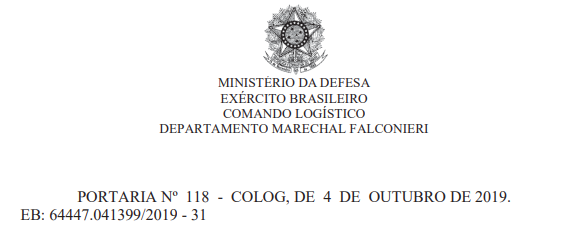 MINISTÉRIO DA DEFESA
EXÉRCITO BRASILEIRO
COMANDO LOGÍSTICO
DEPARTAMENTO MARECHAL FALCONIERI
PORTARIA Nº 118 - COLOG, DE 4 DE OUTUBRO DE 2019.
EB: 64447.041399/2019 - 31